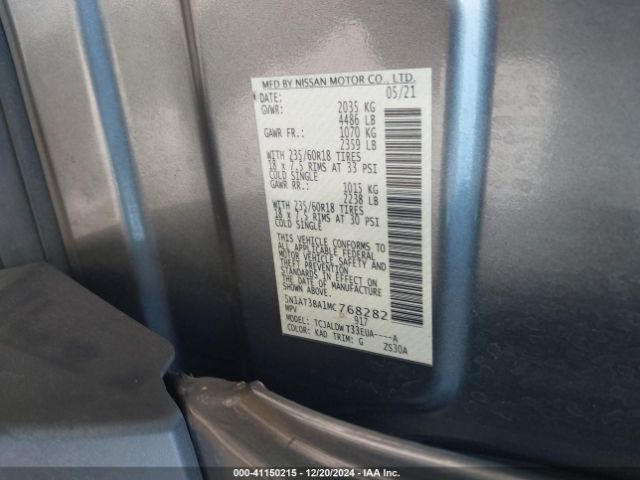 MFD BY NISSAN MOTOR CO., LTD.
DATE: 05/21
GVWR: 2035 KG
4486 LB
GAWR FR.: 1070 KG
2359 LB
WITH 235/60R18 TIRES
18 x 7.5 RIMS AT 33 PSI
COLD SINGLE
GAWR RR.: 1015 KG
2238 LB
WITH 235/60R18 TIRES
18 x 7.5 RIMS AT 30 PSI
COLD SINGLE
THIS VEHICLE CONFORMS TO
ALL APPLICABLE FEDERAL
MOTOR VEHICLE SAFETY AND
THEFT PREVENTION
STANDARDS IN EFFECT ON
THE DATE OF MANUFACTURE
SHOWN ABOVE.
5N1AT3BA1MC768282
MPV 917
MODEL: TCJALDWT33EUA----A
COLOR: KAD TRIM: G ZS30A
000-41150215 - 12/20/2024 - IAA Inc.